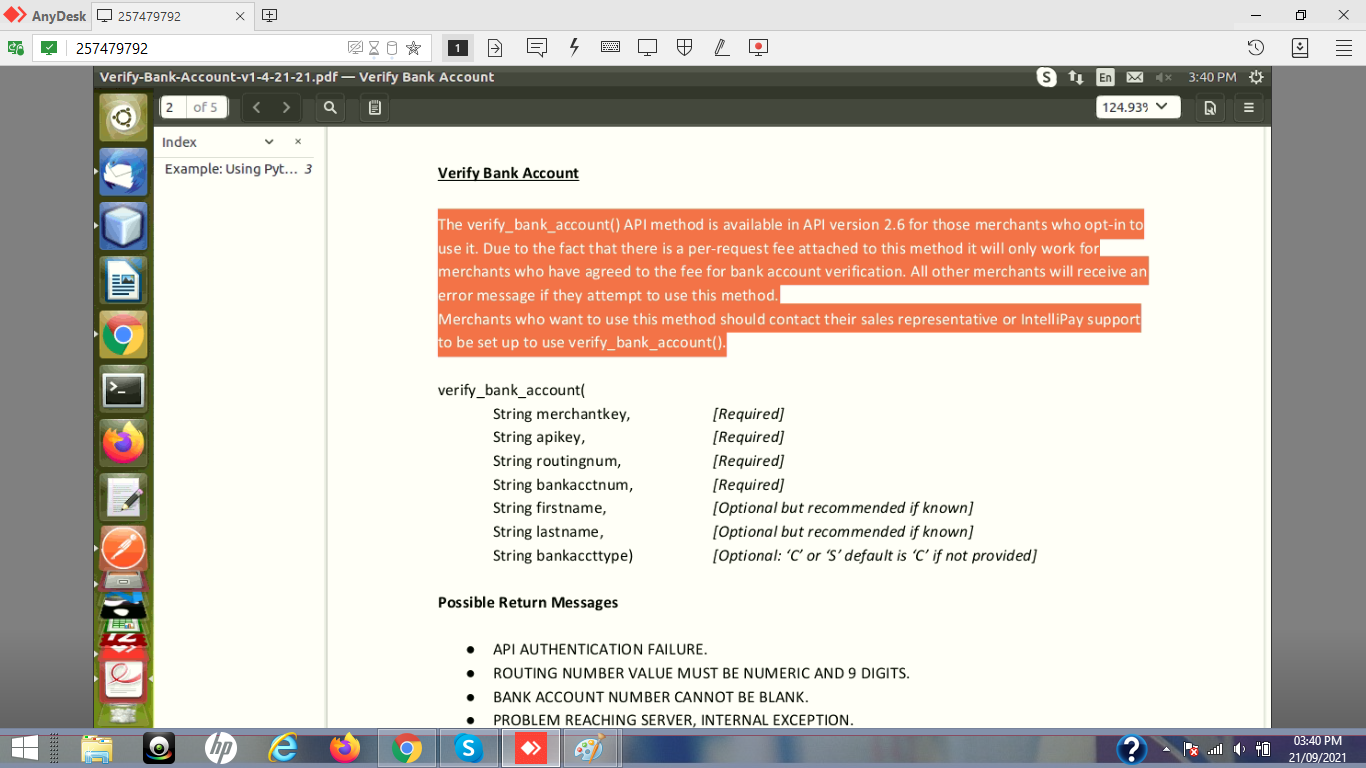 AnyDesk
257479792
257479792
1
Verify-Bank-Account-v1-4-21-21.pdf — Verify Bank Account
S
En
3:40 PM
2 of 5
124.93%
Index
Example: Using Pyt... 3
Verify Bank Account
The verify_bank_account() API method is available in API version 2.6 for those merchants who opt-in to
use it. Due to the fact that there is a per-request fee attached to this method it will only work for
merchants who have agreed to the fee for bank account verification. All other merchants will receive an
error message if they attempt to use this method.
Merchants who want to use this method should contact their sales representative or IntelliPay support
to be set up to use verify_bank_account().
verify_bank_account(
String merchantkey, [Required]
String apikey, [Required]
String routingnum, [Required]
String bankacctnum, [Required]
String firstname, [Optional but recommended if known]
String lastname, [Optional but recommended if known]
String bankaccttype) [Optional: ‘C’ or ‘S’ default is ‘C’ if not provided]
Possible Return Messages
● API AUTHENTICATION FAILURE.
● ROUTING NUMBER VALUE MUST BE NUMERIC AND 9 DIGITS.
● BANK ACCOUNT NUMBER CANNOT BE BLANK.
● PROBLEM REACHING SERVER, INTERNAL EXCEPTION.
hp
S
?
03:40 PM
21/09/2021